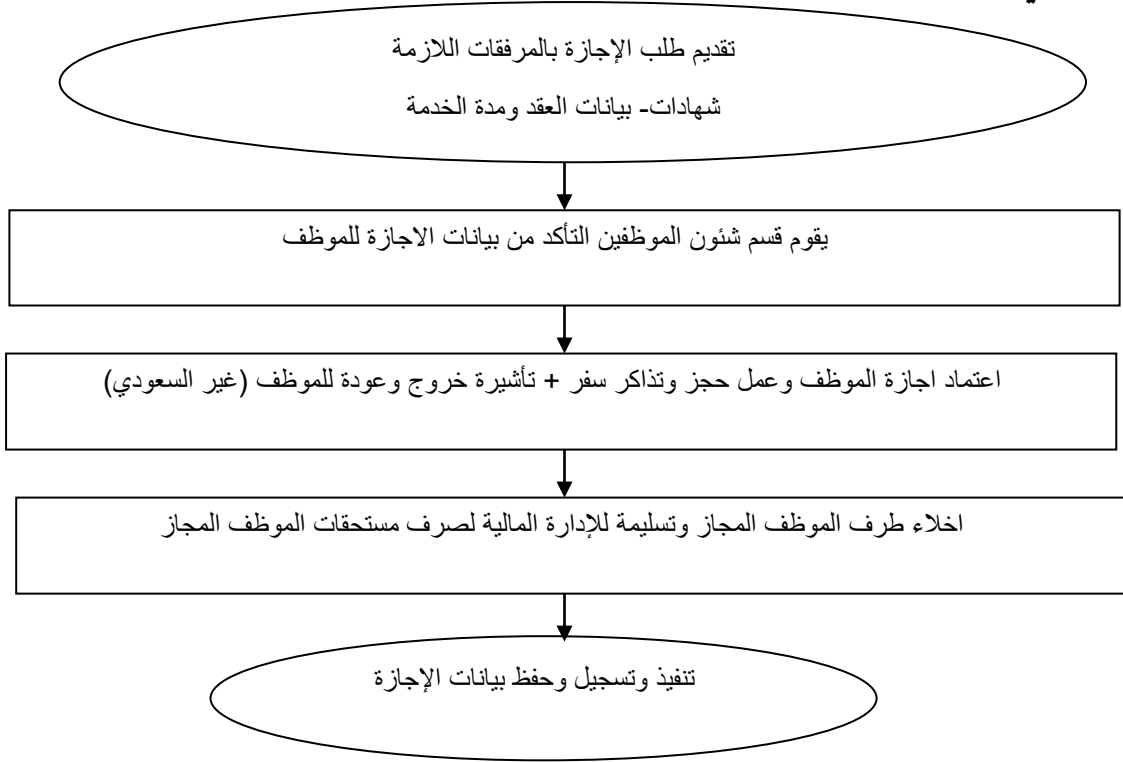 تقديم طلب الإجازة بالمرفقات اللازمة
شهادات- بيانات العقد ومدة الخدمة
يقوم قسم شئون الموظفين التأكد من بيانات الاجازة للموظف
اعتماد اجازة الموظف وعمل حجز وتذاكر سفر + تأشيرة خروج وعودة للموظف (غير السعودي)
اخلاء طرف الموظف المجاز وتسليمة للإدارة المالية لصرف مستحقات الموظف المجاز
تنفيذ وتسجيل وحفظ بيانات الإجازة